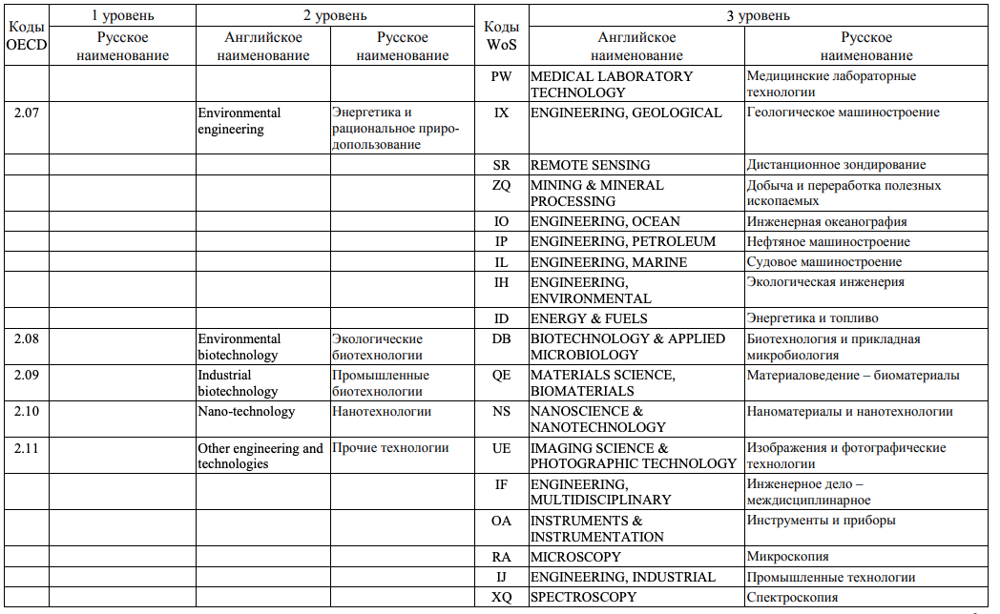 Коды OECD
1 уровень
2 уровень
Коды WoS
3 уровень
Русское наименование
Английское наименование
Русское наименование
Английское наименование
Русское наименование
PW
MEDICAL LABORATORY
TECHNOLOGY
Медицинские лабораторные
технологии
2.07
Environmental
engineering
Энергетика и
рациональное приро-
допользование
IX
ENGINEERING, GEOLOGICAL
Геологическое машиностроение
SR
REMOTE SENSING
Дистанционное зондирование
ZQ
MINING & MINERAL
PROCESSING
Добыча и переработка полезных
ископаемых
IO
ENGINEERING, OCEAN
Инженерная океанография
IP
ENGINEERING, PETROLEUM
Нефтяное машиностроение
IL
ENGINEERING, MARINE
Судовое машиностроение
IH
ENGINEERING,
ENVIRONMENTAL
Экологическая инженерия
ID
ENERGY & FUELS
Энергетика и топливо
2.08
Environmental
biotechnology
Экологические
биотехнологии
DB
BIOTECHNOLOGY & APPLIED
MICROBIOLOGY
Биотехнология и прикладная
микробиология
2.09
Industrial
biotechnology
Промышленные
биотехнологии
QE
MATERIALS SCIENCE,
BIOMATERIALS
Материаловедение – биоматериалы
2.10
Nano-technology
Нанотехнологии
NS
NANOSCIENCE &
NANOTECHNOLOGY
Наноматериалы и нанотехнологии
2.11
Other engineering and
technologies
Прочие технологии
UE
IMAGING SCIENCE &
PHOTOGRAPHIC TECHNOLOGY
Изображения и фотографические
технологии
IF
ENGINEERING,
MULTIDISCIPLINARY
Инженерное дело –
междисциплинарное
OA
INSTRUMENTS &
INSTRUMENTATION
Инструменты и приборы
RA
MICROSCOPY
Микроскопия
IJ
ENGINEERING, INDUSTRIAL
Промышленные технологии
XQ
SPECTROSCOPY
Спектроскопия